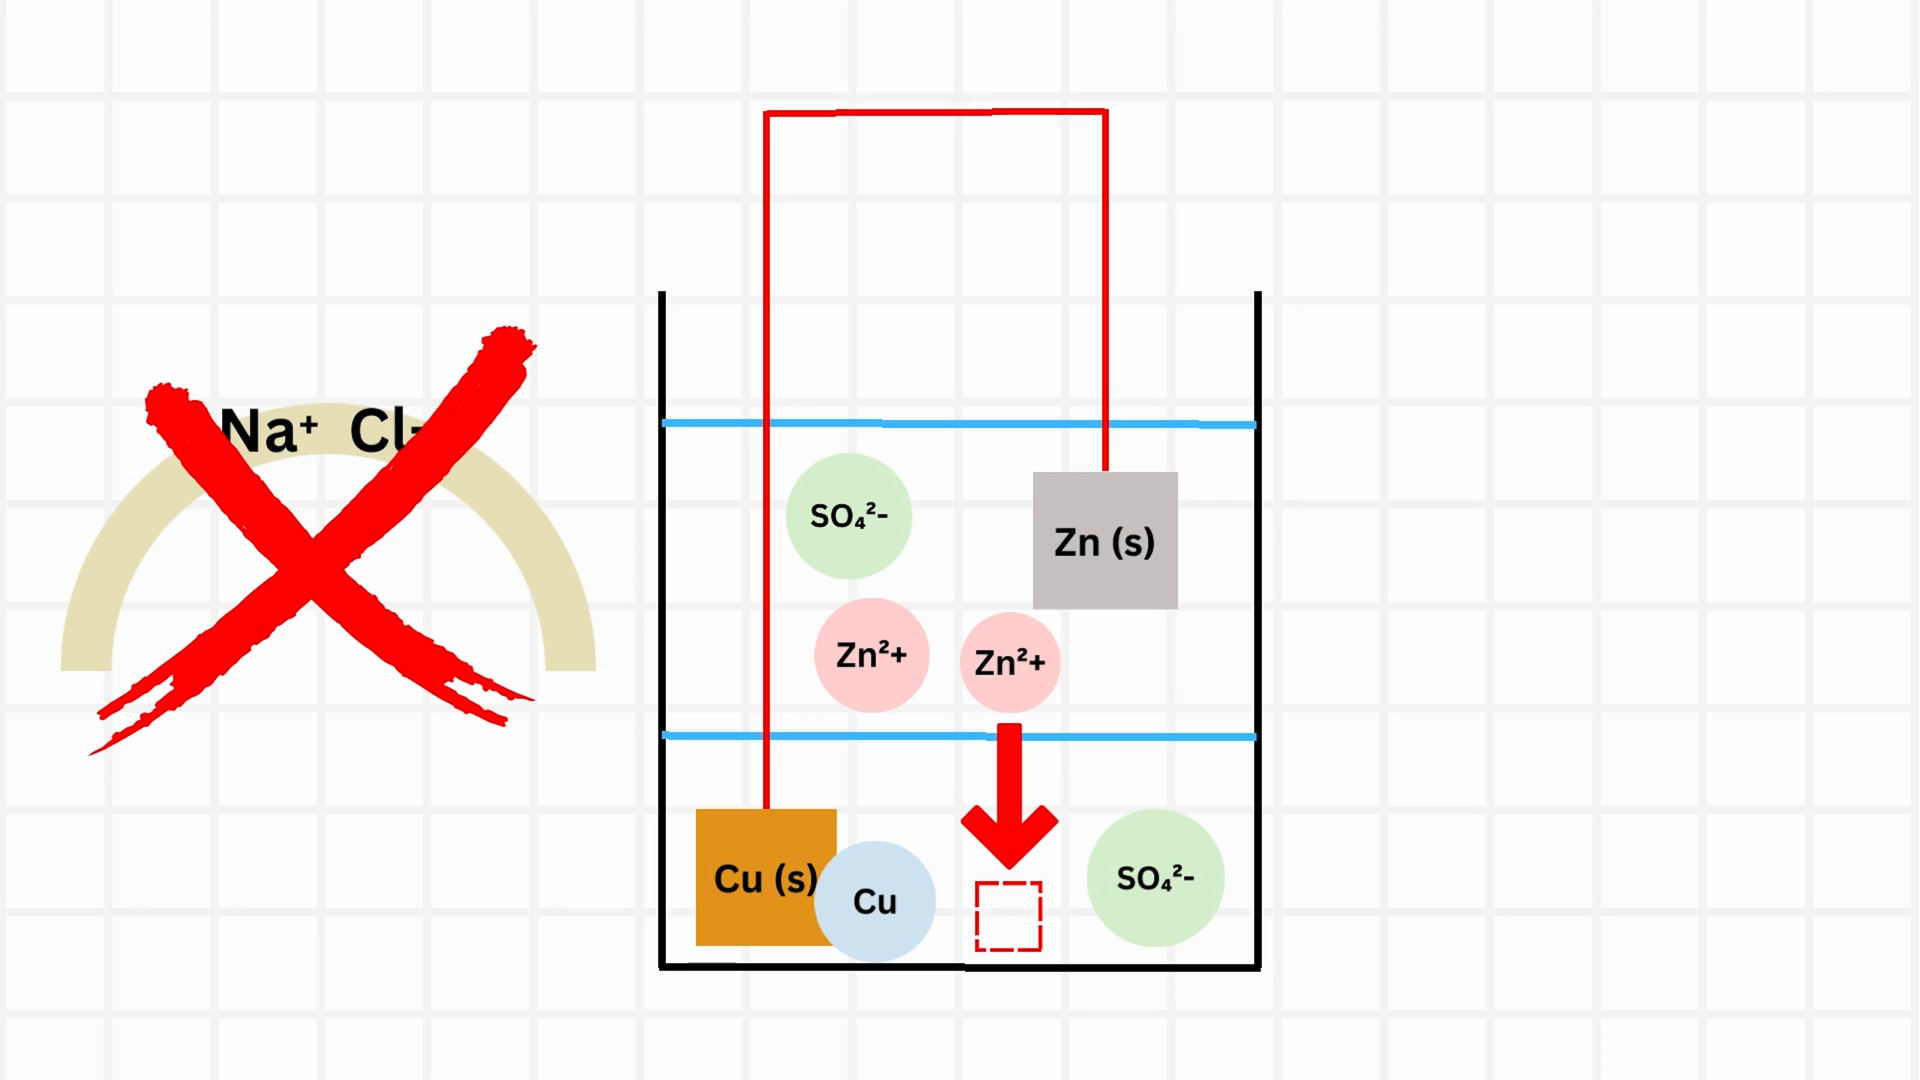 Na⁺ Cl-
SO₄²-
Zn (s)
Zn²+
Zn²+
Cu (s)
Cu
SO₄²-